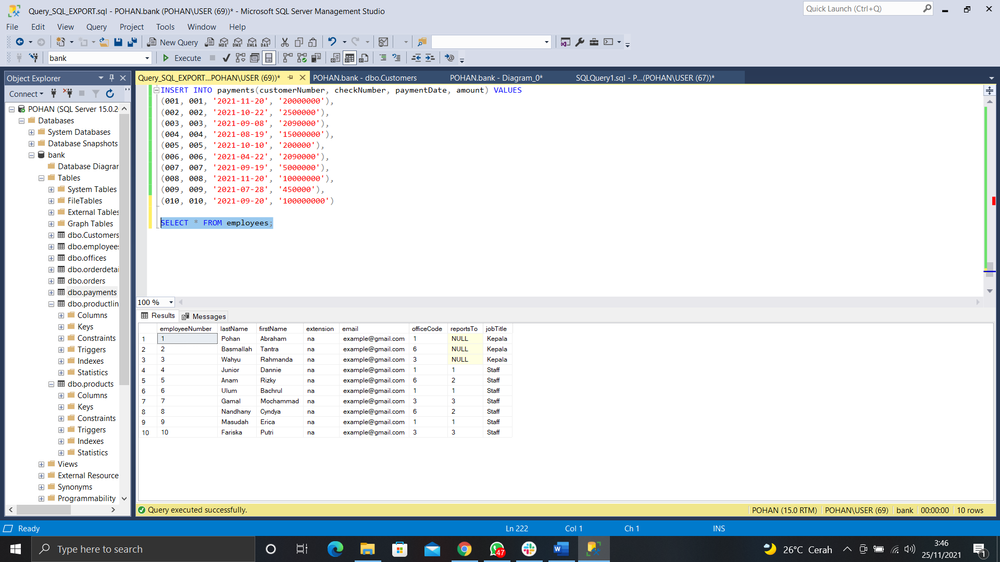 Query_SQL_EXPORT.sql - POHAN.bank (POHAN\USER (69))* - Microsoft SQL Server Management Studio
Quick Launch (Ctrl+Q)
File Edit View Query Project Tools Window Help
New Query MDX DMX XMLA DAX
bank Execute
Object Explorer
Connect
POHAN (SQL Server 15.0.2
Databases
System Databases
Database Snapshots
bank
Database Diagrar
Tables
System Tables
FileTables
External Tables
Graph Tables
dbo.Customers
dbo.employees
dbo.offices
dbo.orderdetai
dbo.orders
dbo.payments
dbo.productlin
Columns
Keys
Constraints
Triggers
Indexes
Statistics
dbo.products
Columns
Keys
Constraints
Triggers
Indexes
Statistics
Views
External Resource
Synonyms
Programmability
Query_SQL_EXPORT...POHAN\USER (69))* POHAN.bank - dbo.Customers POHAN.bank - Diagram_0* SQLQuery1.sql - P...(POHAN\USER (67))*
INSERT INTO payments(customerNumber, checkNumber, paymentDate, amount) VALUES
(001, 001, '2021-11-20', '20000000'),
(002, 002, '2021-10-22', '2500000'),
(003, 003, '2021-09-08', '2090000'),
(004, 004, '2021-08-19', '15000000'),
(005, 005, '2021-10-10', '200000'),
(006, 006, '2021-04-22', '2090000'),
(007, 007, '2021-09-19', '5000000'),
(008, 008, '2021-11-20', '10000000'),
(009, 009, '2021-07-28', '450000'),
(010, 010, '2021-09-20', '100000000')
SELECT * FROM employees;
100 %
Results Messages
employeeNumber lastName firstName extension email officeCode reportsTo jobTitle
1 1 Pohan Abraham na example@gmail.com 1 NULL Kepala
2 2 Basmallah Tantra na example@gmail.com 6 NULL Kepala
3 3 Wahyu Rahmanda na example@gmail.com 3 NULL Kepala
4 4 Junior Dannie na example@gmail.com 1 1 Staff
5 5 Anam Rizky na example@gmail.com 6 2 Staff
6 6 Ulum Bachrul na example@gmail.com 1 1 Staff
7 7 Gamal Mochammad na example@gmail.com 3 3 Staff
8 8 Nandhany Cyndya na example@gmail.com 6 2 Staff
9 9 Masudah Erica na example@gmail.com 1 1 Staff
10 10 Fariska Putri na example@gmail.com 3 3 Staff
Query executed successfully. POHAN (15.0 RTM) POHAN\USER (69) bank 00:00:00 10 rows
Ready Ln 222 Col 1 Ch 1 INS
Type here to search 47 26°C Cerah 3:46
25/11/2021 1